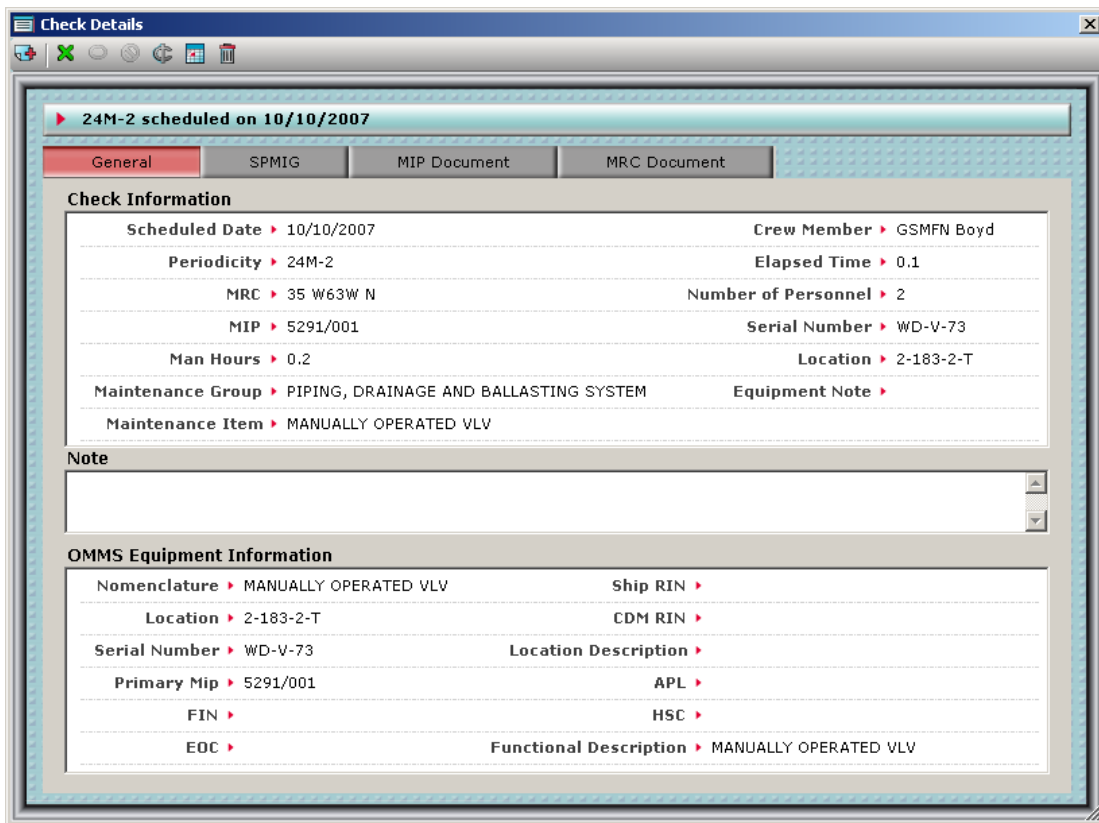 Check Details
24M-2 scheduled on 10/10/2007
General SPMIG MIP Document MRC Document
Check Information
Scheduled Date 10/10/2007 Crew Member GSMFN Boyd
Periodicity 24M-2 Elapsed Time 0.1
MRC 35 W63W N Number of Personnel 2
MIP 5291/001 Serial Number WD-V-73
Man Hours 0.2 Location 2-183-2-T
Maintenance Group PIPING, DRAINAGE AND BALLASTING SYSTEM Equipment Note
Maintenance Item MANUALLY OPERATED VLV
Note
OMMS Equipment Information
Nomenclature MANUALLY OPERATED VLV Ship RIN
Location 2-183-2-T CDM RIN
Serial Number WD-V-73 Location Description
Primary Mip 5291/001 APL
FIN HSC
EOC Functional Description MANUALLY OPERATED VLV